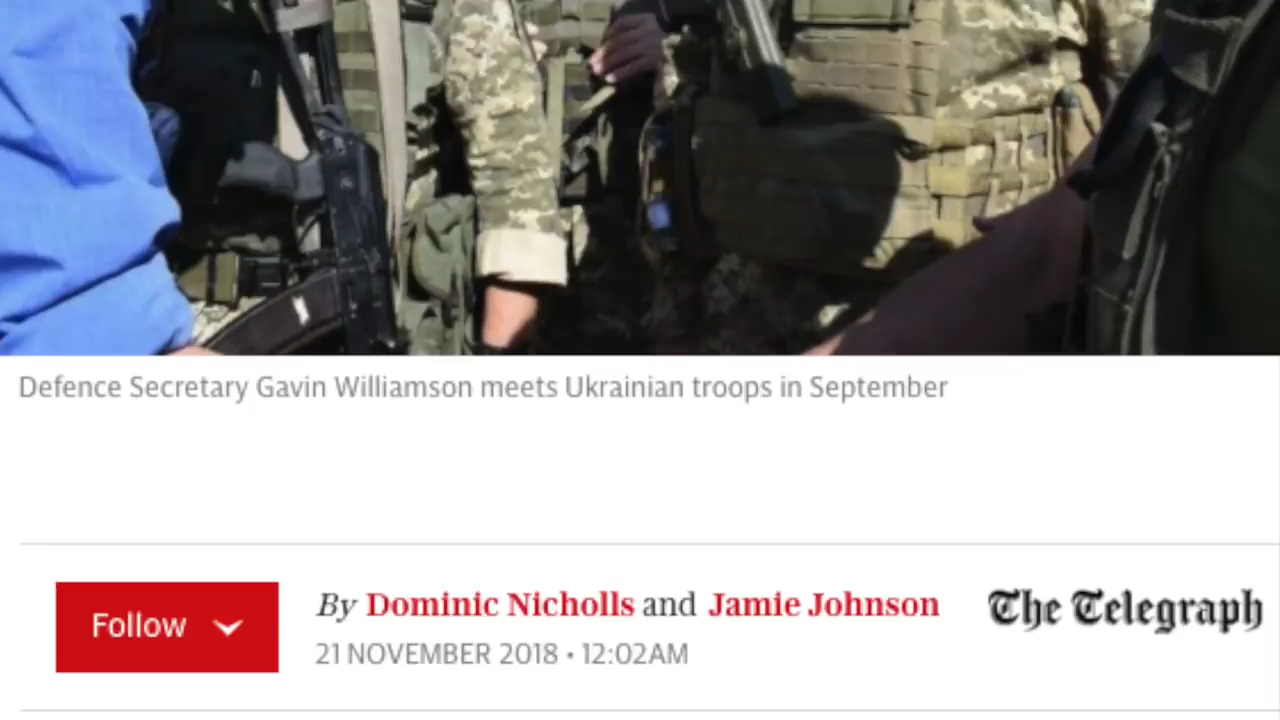 Defence Secretary Gavin Williamson meets Ukrainian troops in September
Follow
By Dominic Nicholls and Jamie Johnson
The Telegraph
21 NOVEMBER 2018 • 12:02AM